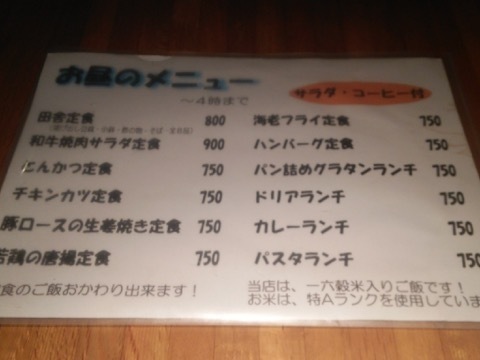 お昼のメニュー
～4時まで
サラダ・コーヒー付
田舎定食 800
和牛焼肉サラダ定食 900
とんかつ定食 750
チキンカツ定食 750
豚ロースの生姜焼き定食 750
若鶏の唐揚定食 750
定食のご飯おかわり出来ます！
海老フライ定食 750
ハンバーグ定食 750
パン詰めグラタンランチ 750
ドリアランチ 750
カレーランチ 750
パスタランチ 750
当店は、一六穀米入りご飯です！
お米は、特Aランクを使用していま